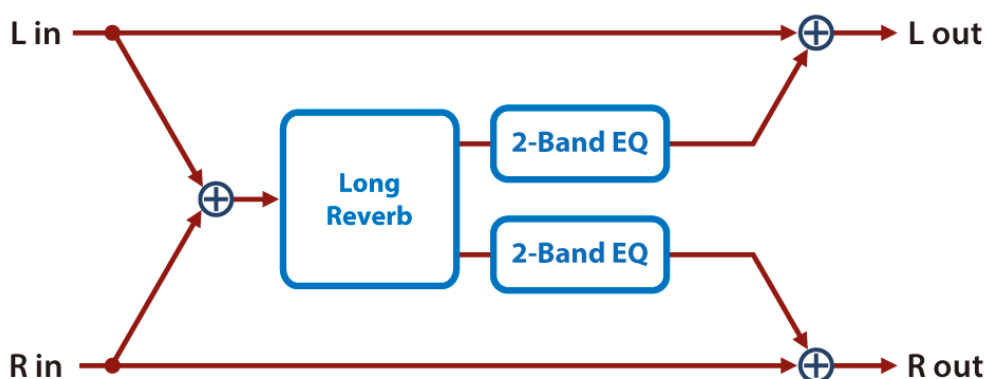 L in
L out
2-Band EQ
Long
Reverb
2-Band EQ
R in
R out